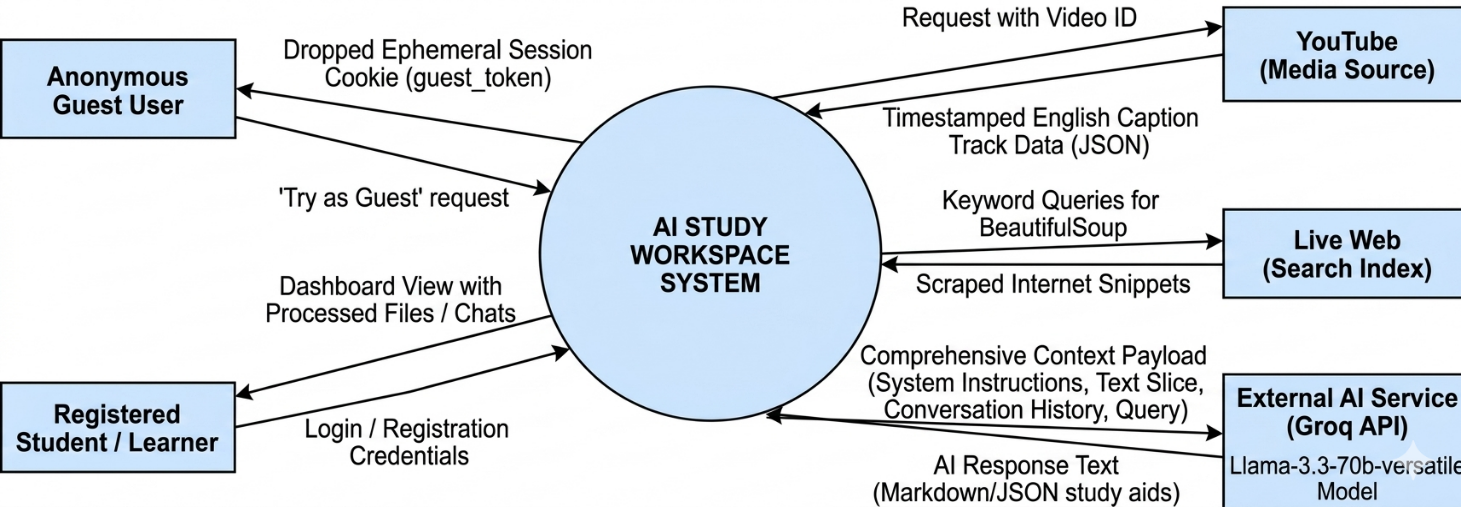 Anonymous
Guest User
Dropped Ephemeral Session
Cookie (guest_token)
'Try as Guest' request
Dashboard View with
Processed Files / Chats
Registered
Student / Learner
Login / Registration
Credentials
AI STUDY
WORKSPACE
SYSTEM
Request with Video ID
YouTube
(Media Source)
Timestamped English Caption
Track Data (JSON)
Keyword Queries for
BeautifulSoup
Live Web
(Search Index)
Scraped Internet Snippets
Comprehensive Context Payload
(System Instructions, Text Slice,
Conversation History, Query)
External AI Service
(Groq API)
Llama-3.3-70b-versatile
Model
AI Response Text
(Markdown/JSON study aids)